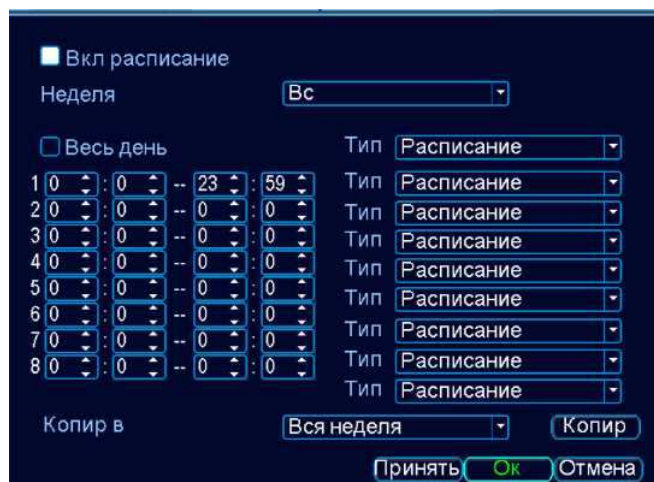 Вкл расписание
Неделя Вс
Весь день Тип Расписание
1 0 : 0 -- 23 : 59 Тип Расписание
2 0 : 0 -- 0 : 0 Тип Расписание
3 0 : 0 -- 0 : 0 Тип Расписание
4 0 : 0 -- 0 : 0 Тип Расписание
5 0 : 0 -- 0 : 0 Тип Расписание
6 0 : 0 -- 0 : 0 Тип Расписание
7 0 : 0 -- 0 : 0 Тип Расписание
8 0 : 0 -- 0 : 0 Тип Расписание
Копир в Вся неделя Копир
Принять Ок Отмена